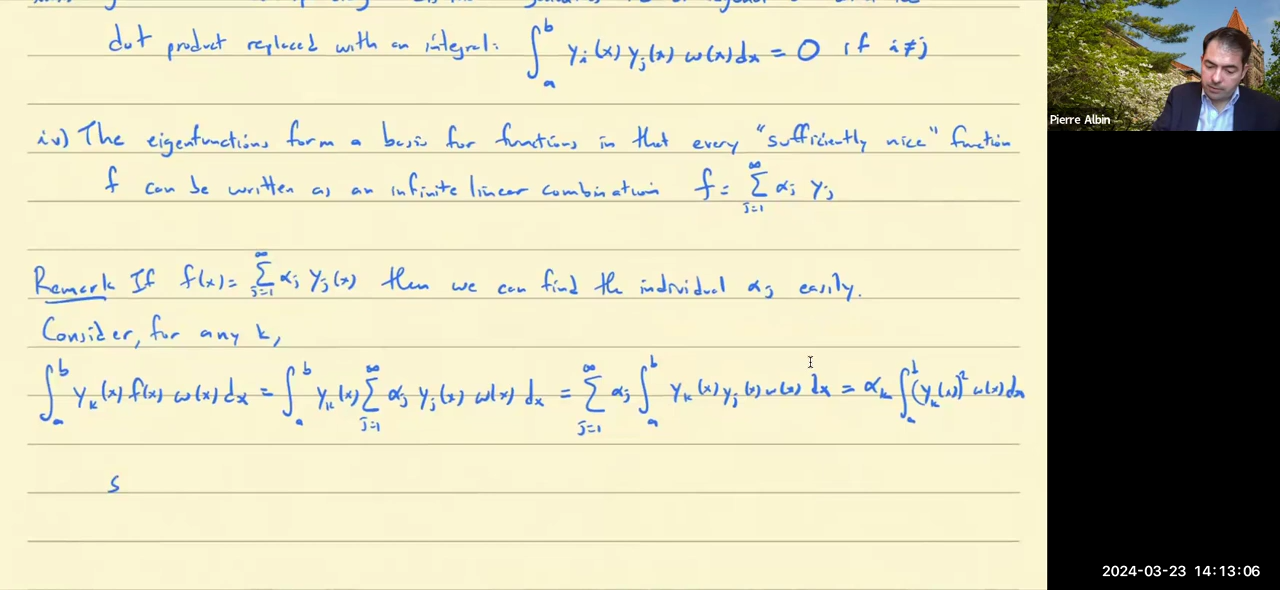 dot product replaced with an integral: ∫_a^b y_i(x) y_j(x) ω(x) dx = 0 if i≠j
iv) The eigenfunctions form a basis for functions in that every "sufficiently nice" function
f can be written as an infinite linear combination f = ∑_{j=1}^∞ α_j y_j
Remark If f(x) = ∑_{j=1}^∞ α_j y_j(x) then we can find the individual α_j easily.
Consider, for any k,
∫_a^b y_k(x) f(x) ω(x) dx = ∫_a^b y_k(x) ∑_{j=1}^∞ α_j y_j(x) ω(x) dx = ∑_{j=1}^∞ α_j ∫_a^b y_k(x) y_j(x) ω(x) dx = α_k ∫_a^b (y_k(x))² ω(x) dx
S
Pierre Albin
2024-03-23 14:13:06